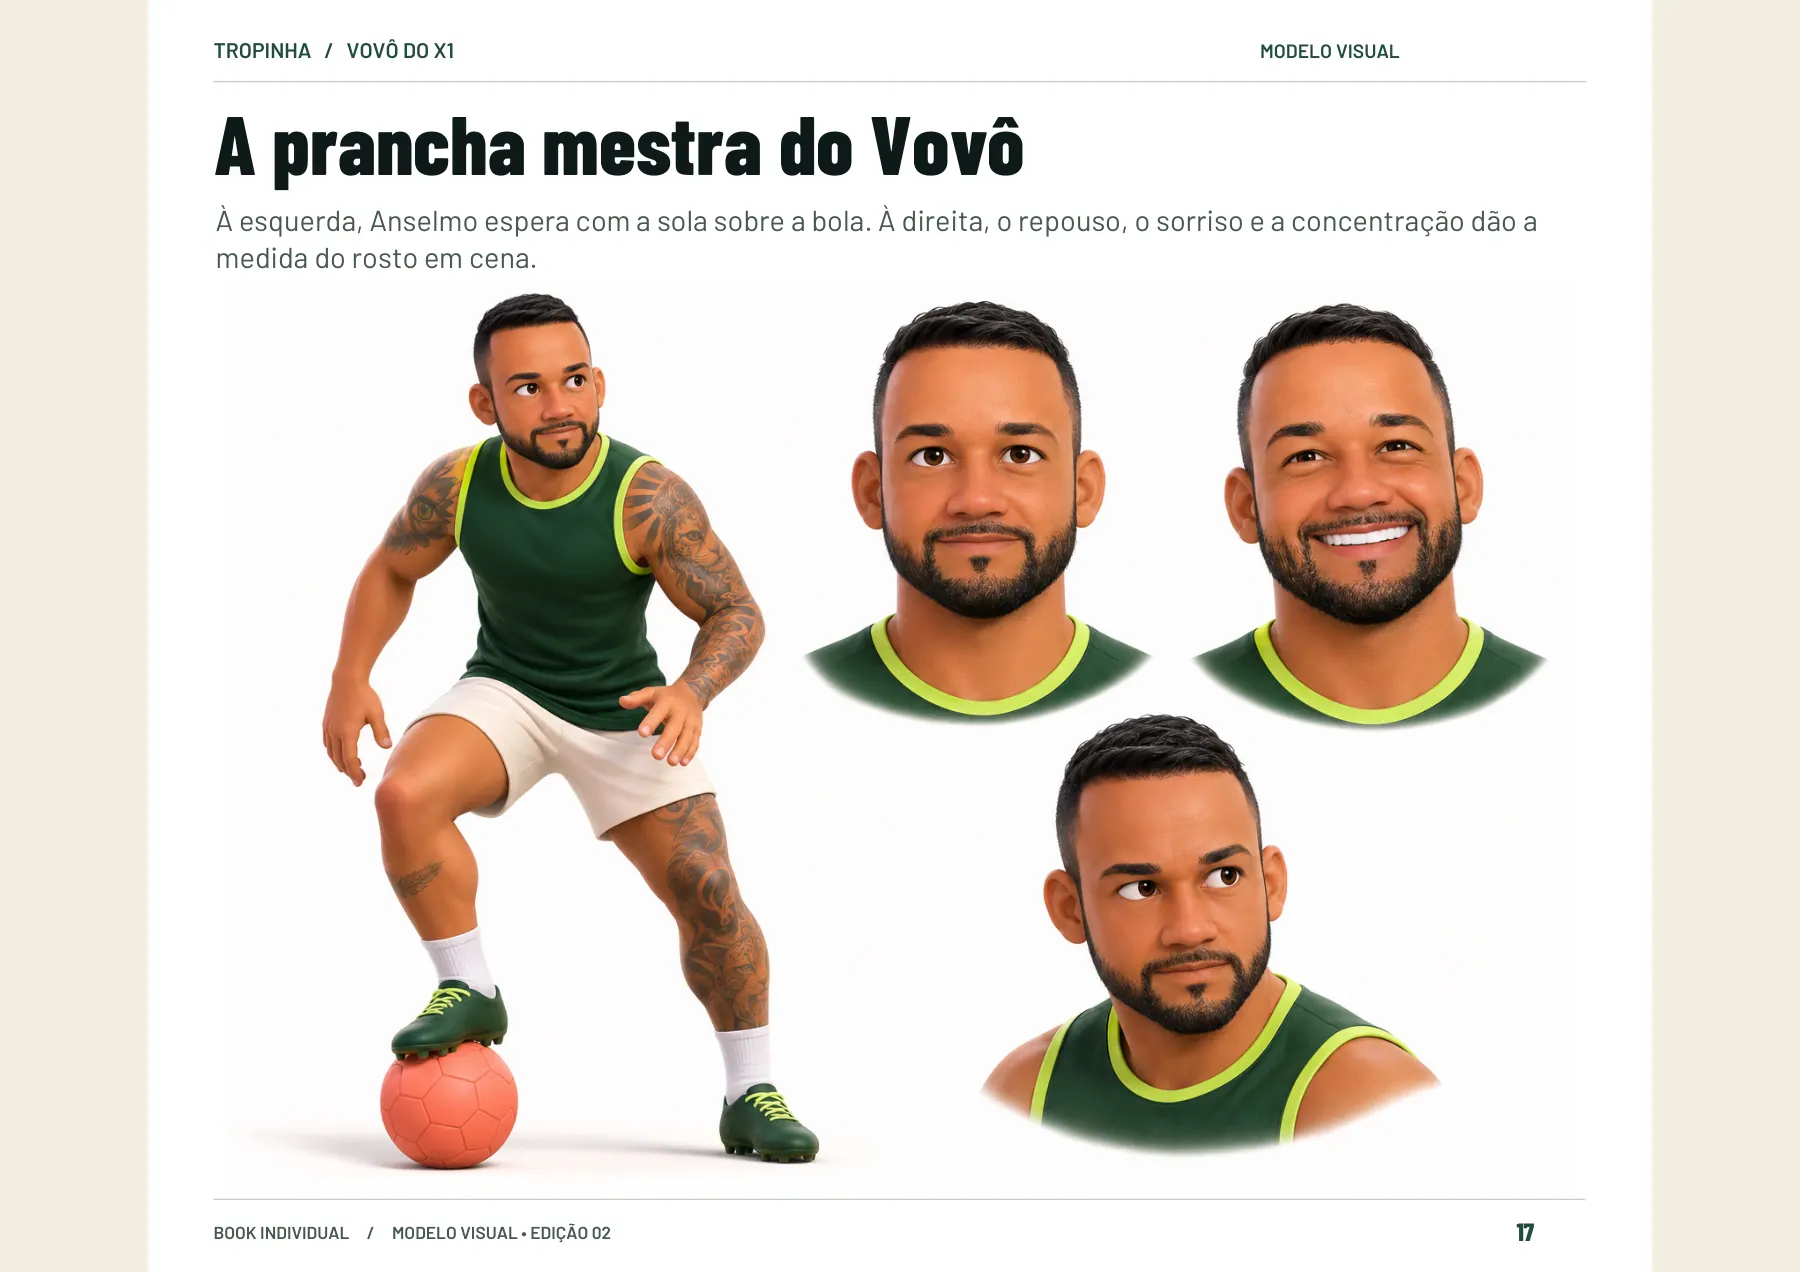 TROPINHA / VOVÔ DO X1
MODELO VISUAL
A prancha mestra do Vovô
À esquerda, Anselmo espera com a sola sobre a bola. À direita, o repouso, o sorriso e a concentração dão a
medida do rosto em cena.
BOOK INDIVIDUAL / MODELO VISUAL • EDIÇÃO 02
17